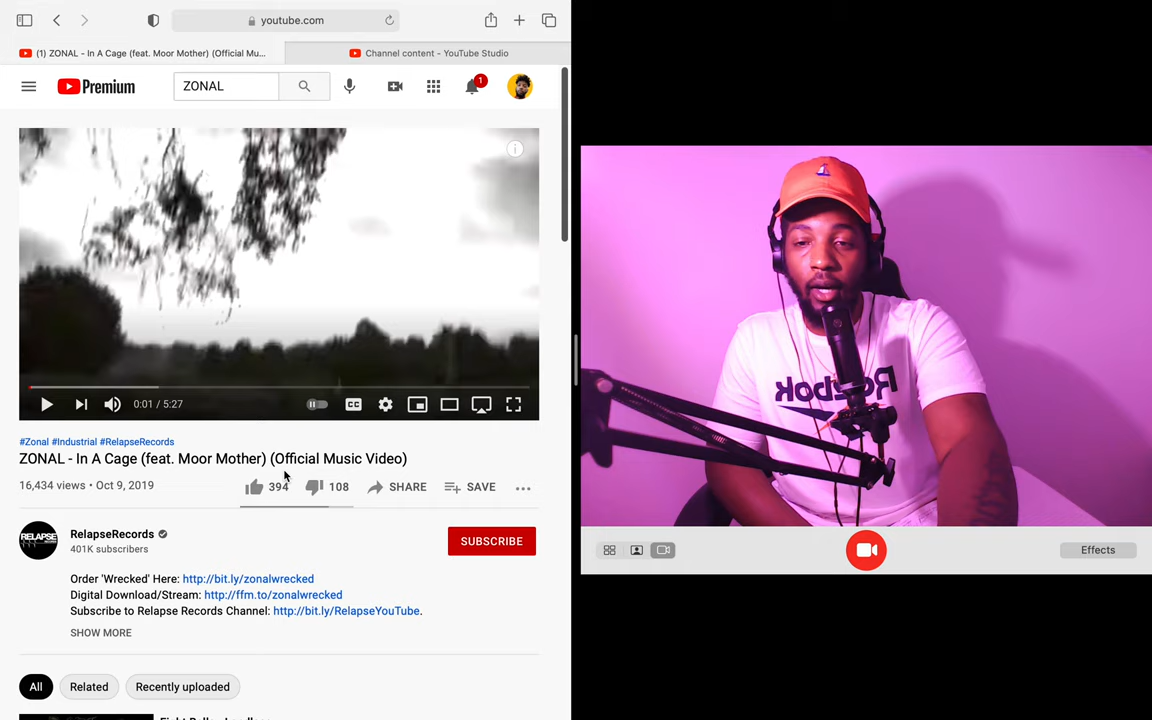 youtube.com
(1) ZONAL - In A Cage (feat. Moor Mother) (Official Mu...
Channel content - YouTube Studio
Premium
ZONAL
1
0:01 / 5:27
CC
#Zonal #Industrial #RelapseRecords
ZONAL - In A Cage (feat. Moor Mother) (Official Music Video)
16,434 views • Oct 9, 2019
394
108
SHARE
SAVE
RELAPSE
RelapseRecords
401K subscribers
SUBSCRIBE
Order 'Wrecked' Here: http://bit.ly/zonalwrecked
Digital Download/Stream: http://ffm.to/zonalwrecked
Subscribe to Relapse Records Channel: http://bit.ly/RelapseYouTube.
SHOW MORE
All
Related
Recently uploaded
Reebok
Effects